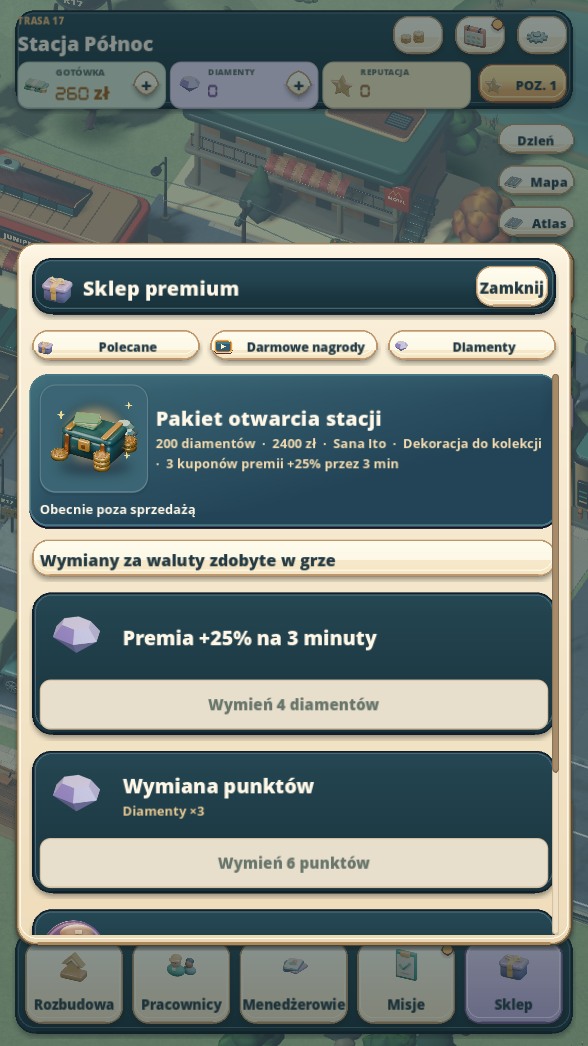 TRASA 17
Stacja Północ
GOTÓWKA
260 zł
DIAMENTY
0
REPUTACJA
0
POZ. 1
Dzień
Mapa
Atlas
Sklep premium
Zamknij
Polecane
Darmowe nagrody
Diamenty
Pakiet otwarcia stacji
200 diamentów · 2400 zł · Sana Ito · Dekoracja do kolekcji
· 3 kuponów premii +25% przez 3 min
Obecnie poza sprzedażą
Wymiany za waluty zdobyte w grze
Premia +25% na 3 minuty
Wymień 4 diamentów
Wymiana punktów
Diamenty ×3
Wymień 6 punktów
Rozbudowa
Pracownicy
Menedżerowie
Misje
Sklep